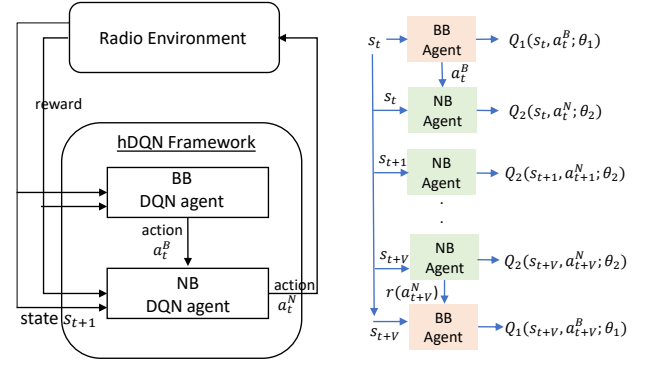 Radio Environment
reward
hDQN Framework
BB
DQN agent
action
a_t^B
NB
DQN agent
action
a_t^N
state s_{t+1}
s_t
BB
Agent
Q_1(s_t, a_t^B; θ_1)
a_t^B
s_t
NB
Agent
Q_2(s_t, a_t^N; θ_2)
s_{t+1}
NB
Agent
Q_2(s_{t+1}, a_{t+1}^N; θ_2)
.
.
s_{t+V}
NB
Agent
Q_2(s_{t+V}, a_{t+V}^N; θ_2)
r(a_{t+V}^N)
s_{t+V}
BB
Agent
Q_1(s_{t+V}, a_{t+V}^B; θ_1)